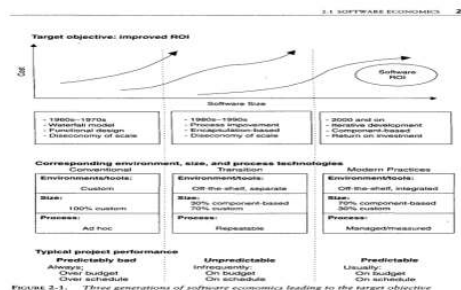 2.1 SOFTWARE ECONOMICS
Target objective: improved ROI
Cost
Software
ROI
Software Size
- 1960s-1970s
- Waterfall model
- Functional design
- Diseconomy of scale
- 1980s-1990s
- Process improvement
- Encapsulation-based
- Diseconomy of scale
- 2000 and on
- Iterative development
- Component-based
- Return on investment
Corresponding environment, size, and process technologies
Conventional
Transition
Modern Practices
Environments/tools:
Custom
Size:
100% custom
Process:
Ad hoc
Environment/tools:
Off-the-shelf, separate
Size:
30% component-based
70% custom
Process:
Repeatable
Environment/tools:
Off-the-shelf, integrated
Size:
70% component-based
30% custom
Process:
Managed/measured
Typical project performance
Predictably bad
Always:
Over budget
Over schedule
Unpredictable
Infrequently:
On budget
On schedule
Predictable
Usually:
On budget
On schedule
FIGURE 2-1. Three generations of software economics leading to the target objective